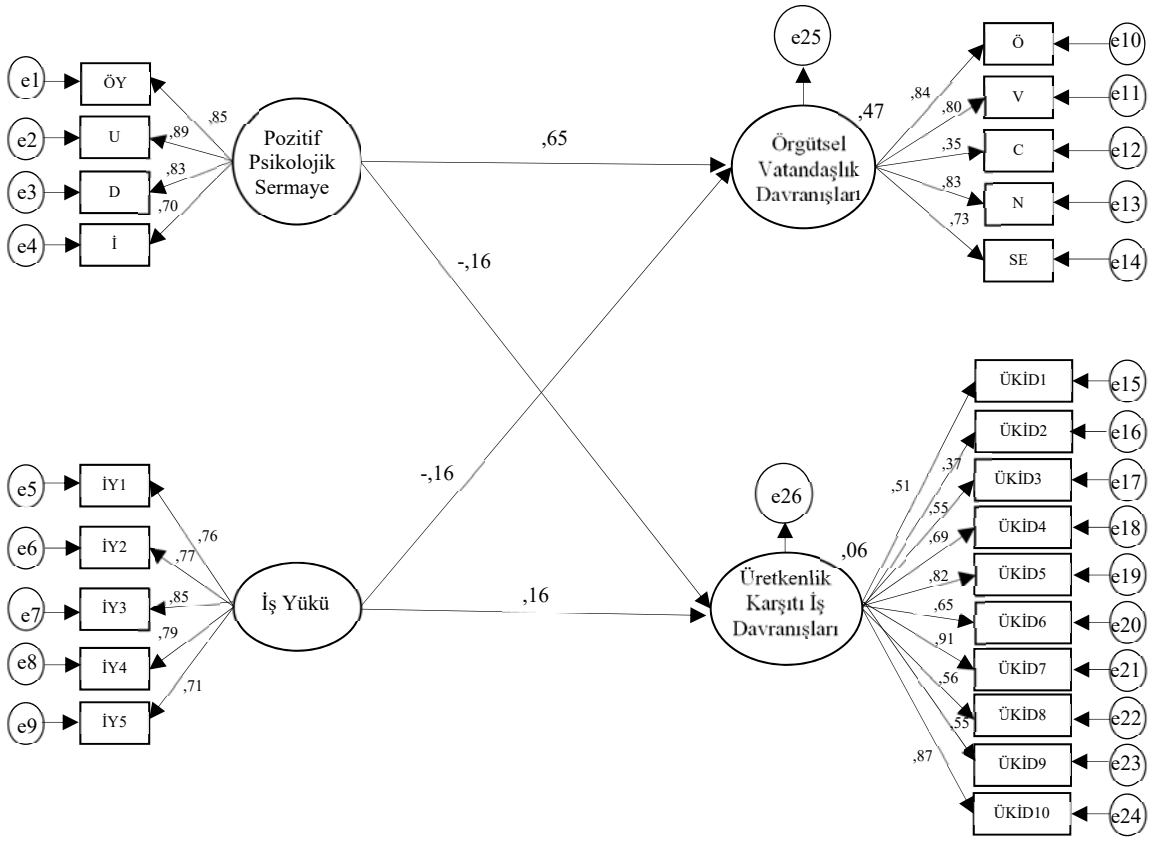 e1
ÖY
,85
e2
U
,89
e3
D
,83
e4
İ
,70
Pozitif
Psikolojik
Sermaye
,65
-,16
e25
,47
Örgütsel
Vatandaşlık
Davranışları
,84
Ö
e10
,80
V
e11
,35
C
e12
,83
N
e13
,73
SE
e14
e5
İY1
,76
e6
İY2
,77
e7
İY3
,85
e8
İY4
,79
e9
İY5
,71
İş Yükü
-,16
,16
e26
,06
Üretkenlik
Karşıtı İş
Davranışları
,51
ÜKİD1
e15
,37
ÜKİD2
e16
,55
ÜKİD3
e17
,69
ÜKİD4
e18
,82
ÜKİD5
e19
,65
ÜKİD6
e20
,91
ÜKİD7
e21
,56
ÜKİD8
e22
,55
ÜKİD9
e23
,87
ÜKİD10
e24